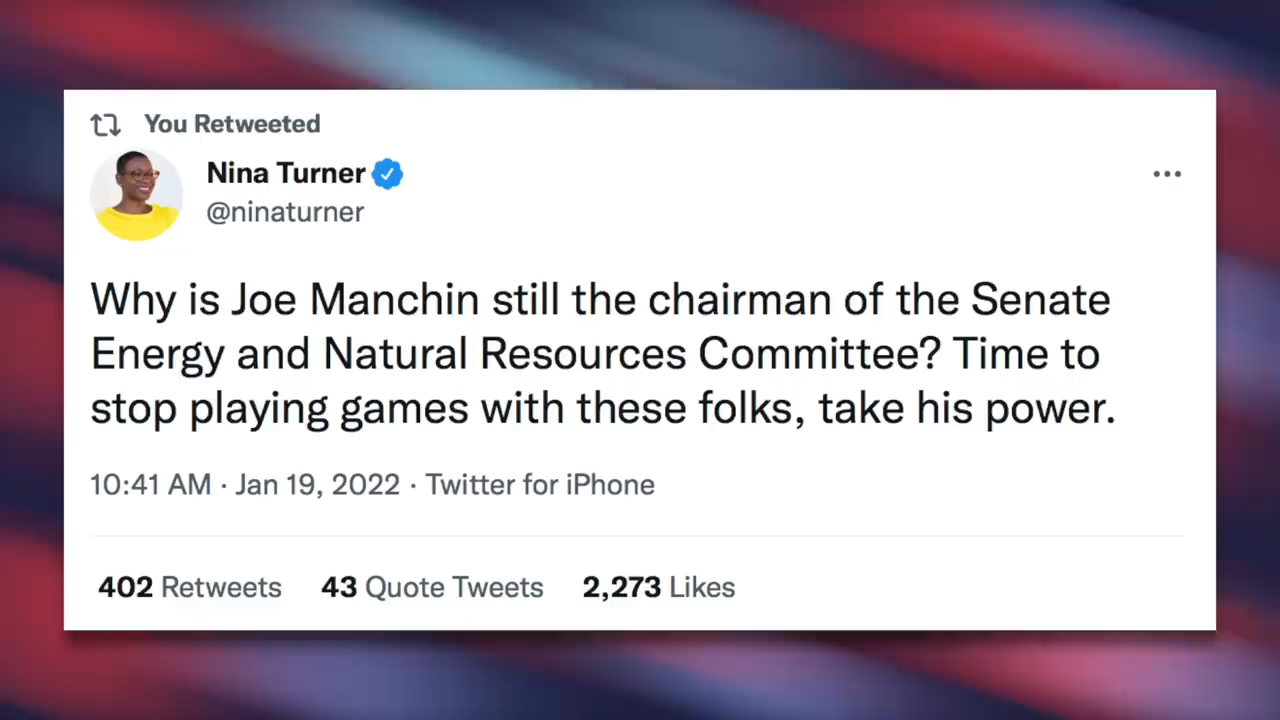 You Retweeted
Nina Turner
@ninaturner
Why is Joe Manchin still the chairman of the Senate
Energy and Natural Resources Committee? Time to
stop playing games with these folks, take his power.
10:41 AM · Jan 19, 2022 · Twitter for iPhone
402 Retweets 43 Quote Tweets 2,273 Likes